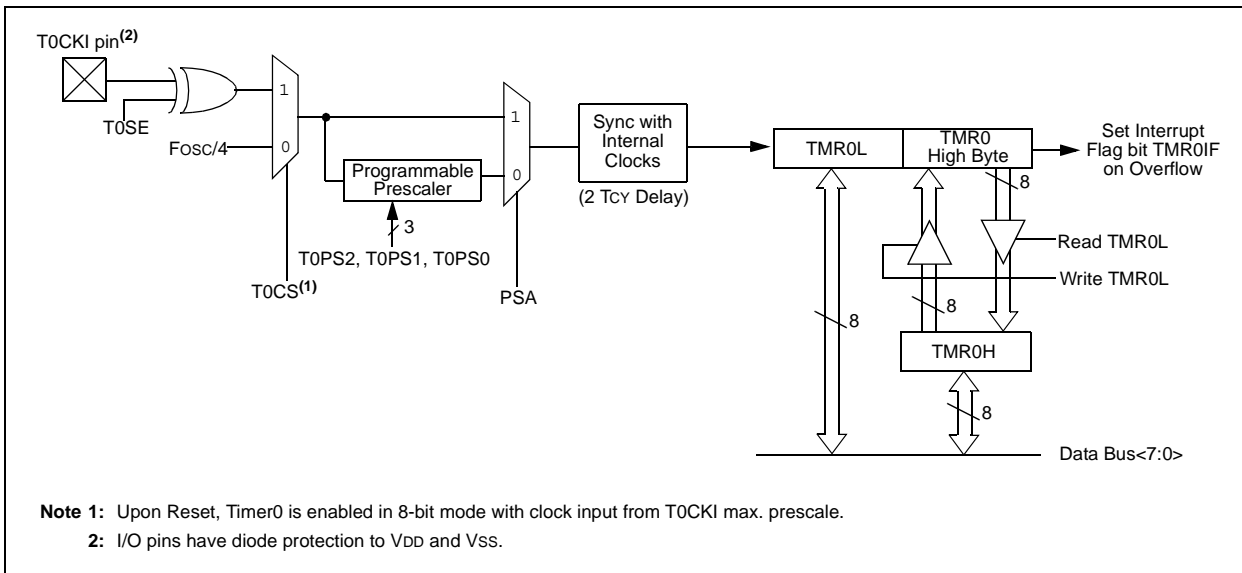 T0CKI pin(2)
T0SE
FOSC/4
1
0
T0CS(1)
Programmable
Prescaler
3
T0PS2, T0PS1, T0PS0
1
0
PSA
Sync with
Internal
Clocks
(2 TCY Delay)
TMR0L
TMR0
High Byte
Set Interrupt
Flag bit TMR0IF
on Overflow
8
Read TMR0L
Write TMR0L
8
8
TMR0H
8
Data Bus<7:0>
Note 1: Upon Reset, Timer0 is enabled in 8-bit mode with clock input from T0CKI max. prescale.
2: I/O pins have diode protection to VDD and VSS.